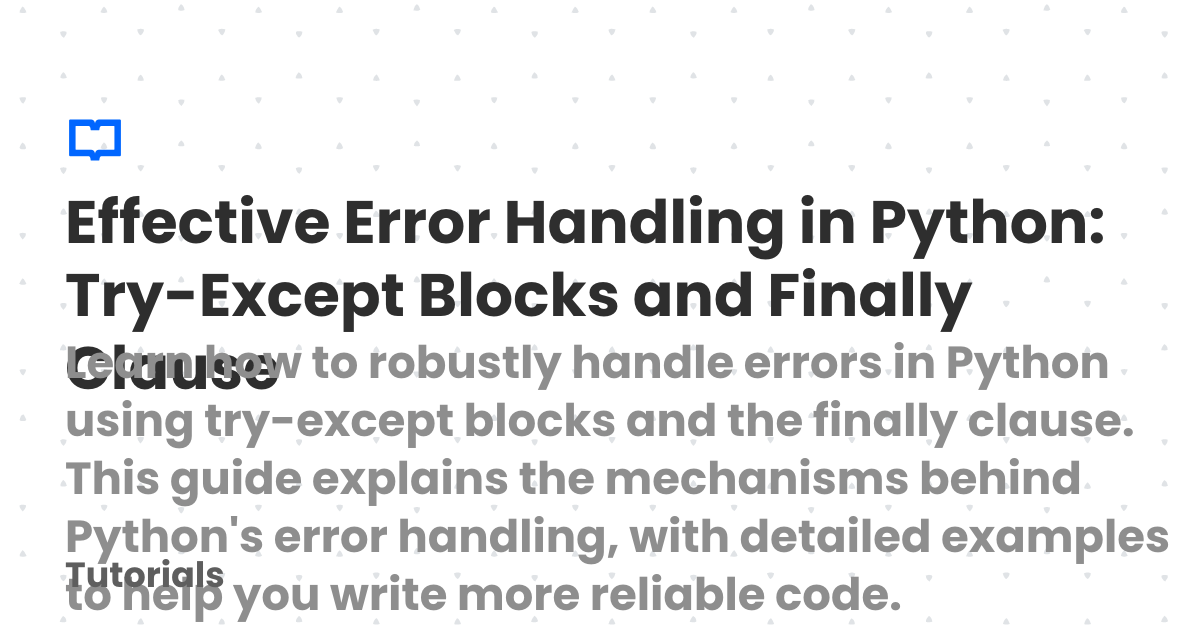 Effective Error Handling in Python:
Try-Except Blocks and Finally
Clause
Learn how to robustly handle errors in Python
using try-except blocks and the finally clause.
This guide explains the mechanisms behind
Python's error handling, with detailed examples
Tutorials
to help you write more reliable code.